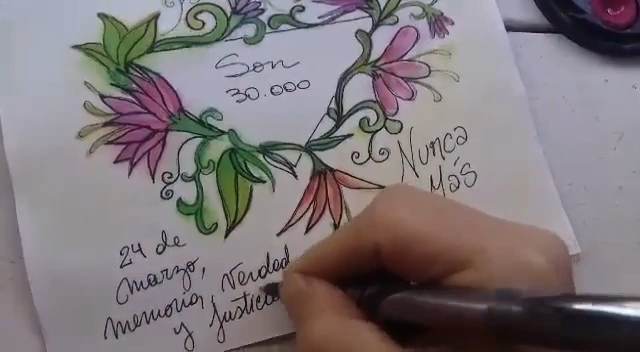 Son
30.000
Nunca
Más
24 de
marzo,
memoria, Verdad
y Justicia